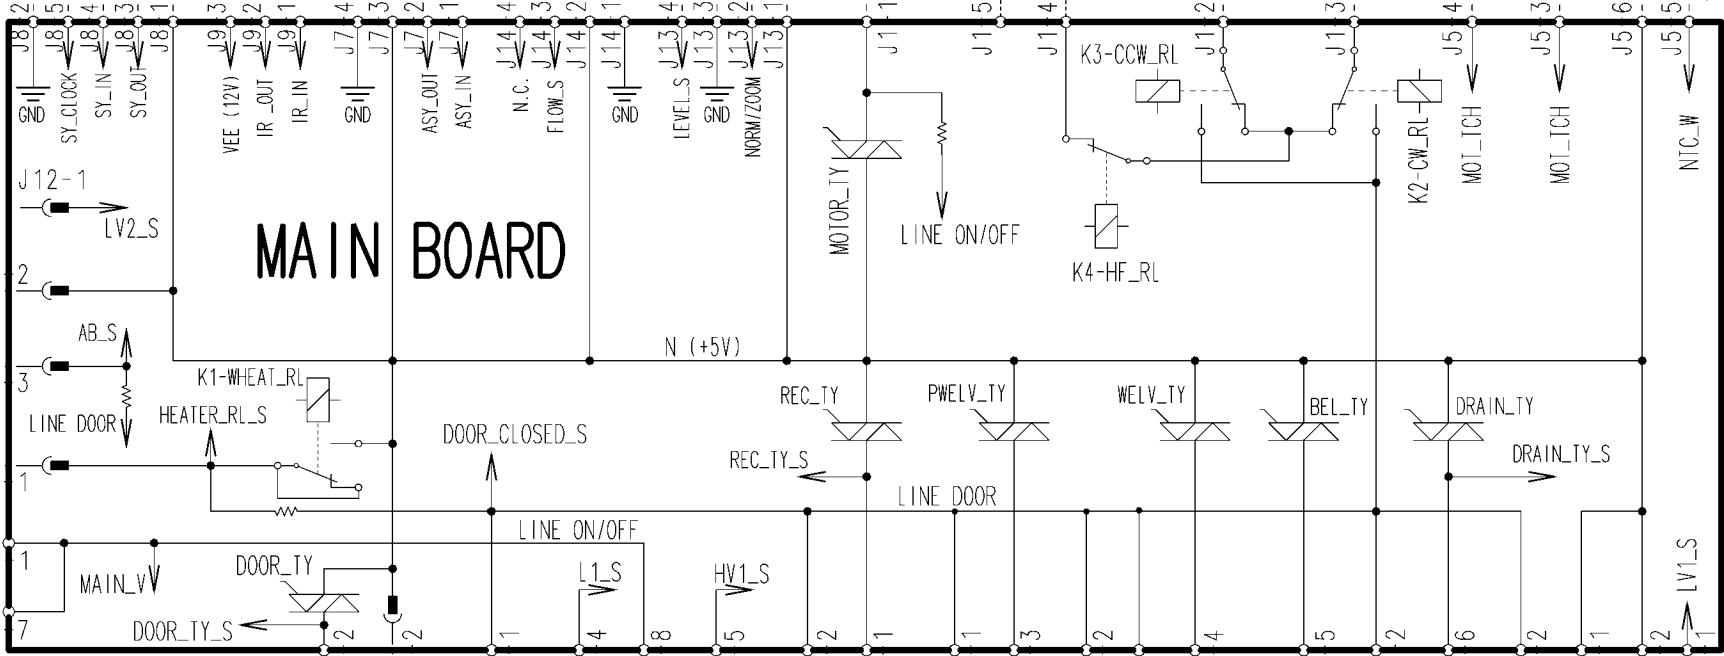 J8-2
J8-5
J8-4
J8-3
J8-1
J9-3
J9-2
J9-1
J7-4
J7-3
J7-2
J7-1
J14-4
J14-3
J14-2
J14-1
J13-4
J13-3
J13-2
J13-1
J1-1
J1-5
J1-4
J1-2
J1-3
J5-4
J5-3
J5-6
J5-5
GND
SY_CLOCK
SY_IN
SY_OUT
VEE (12V)
IR_OUT
IR_IN
GND
ASY_OUT
ASY_IN
N.C.
FLOW_S
GND
LEVEL_S
GND
NORM/ZOOM
K3-CCW_RL
K2-CW_RL
MOT_TCH
MOT_TCH
NTC_W
J12-1
LV2_S
MAIN BOARD
MOTOR_TY
LINE ON/OFF
K4-HF_RL
2
AB_S
N (+5V)
3
K1-WHEAT_RL
REC_TY
PWELV_TY
WELV_TY
BEL_TY
DRAIN_TY
LINE DOOR
HEATER_RL_S
DOOR_CLOSED_S
REC_TY_S
DRAIN_TY_S
1
LINE DOOR
LINE ON/OFF
1
MAIN_V
DOOR_TY
L1_S
HV1_S
LV1_S
7
DOOR_TY_S
2
2
1
4
8
5
2
1
1
3
2
4
5
2
6
2
1
2
1